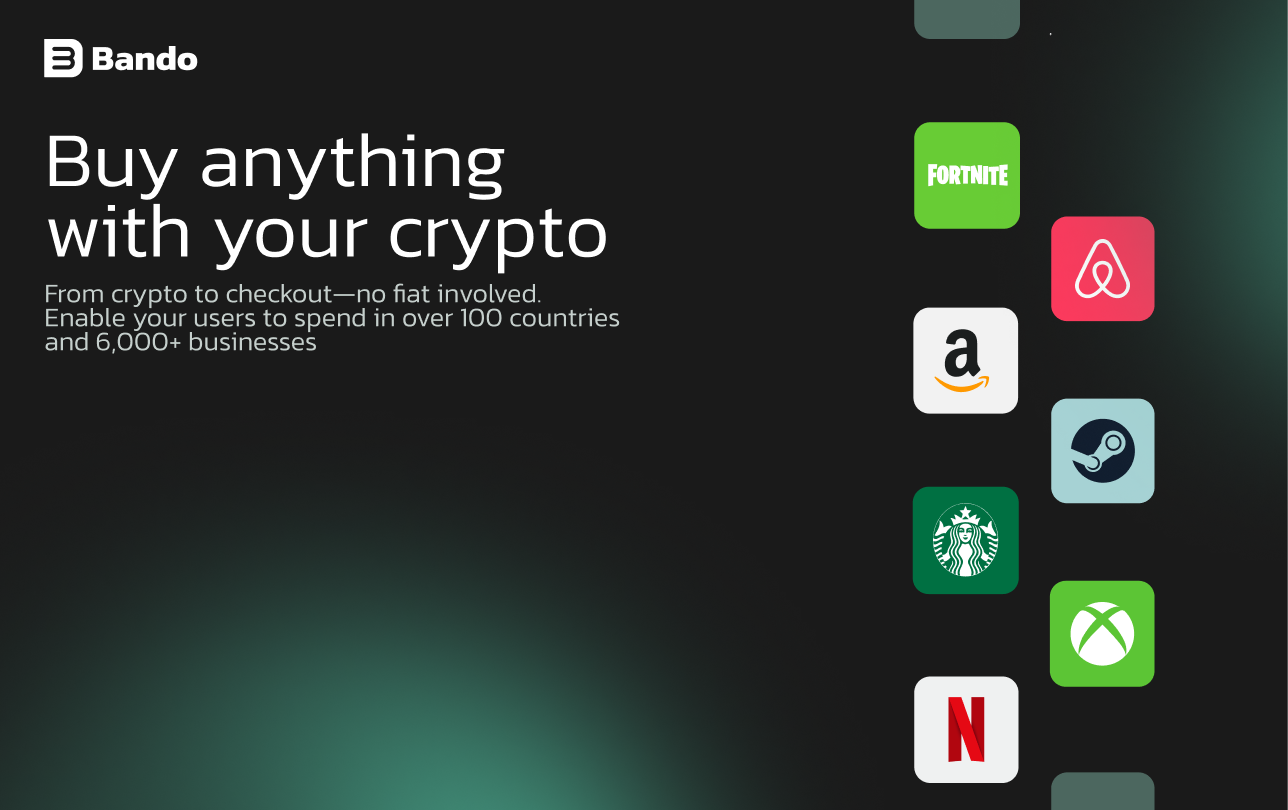 Bando
Buy anything
with your crypto
From crypto to checkout—no fiat involved.
Enable your users to spend in over 100 countries
and 6,000+ businesses
FORTNITE
a
N